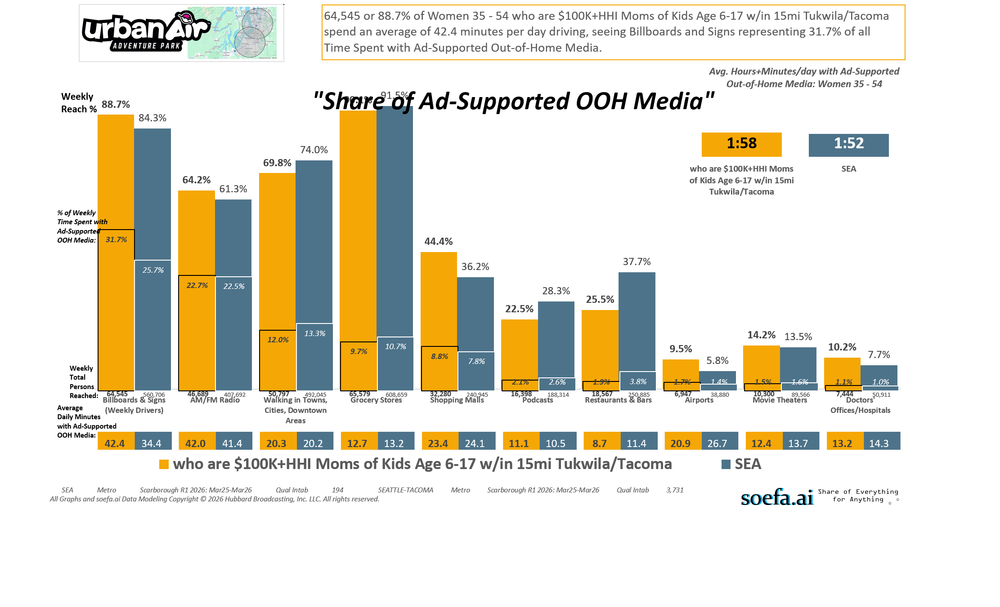 urbanAir
ADVENTURE PARK
64,545 or 88.7% of Women 35 - 54 who are $100K+HHI Moms of Kids Age 6-17 w/in 15mi Tukwila/Tacoma
spend an average of 42.4 minutes per day driving, seeing Billboards and Signs representing 31.7% of all
Time Spent with Ad-Supported Out-of-Home Media.
Avg. Hours+Minutes/day with Ad-Supported
Out-of-Home Media: Women 35 - 54
"Share of Ad-Supported OOH Media"
Weekly
Reach %
88.7% 84.3%
64.2% 61.3%
69.8% 74.0%
91.5%
44.4% 36.2%
22.5% 28.3%
25.5% 37.7%
9.5% 5.8%
14.2% 13.5%
10.2% 7.7%
1:58 1:52
who are $100K+HHI Moms
of Kids Age 6-17 w/in 15mi
Tukwila/Tacoma
SEA
% of Weekly
Time Spent with
Ad-Supported
OOH Media:
31.7% 25.7%
22.7% 22.5%
12.0% 13.3%
9.7% 10.7%
8.8% 7.8%
2.1% 2.6%
1.9% 3.8%
1.7% 1.4%
1.5% 1.6%
1.1% 1.0%
Weekly
Total
Persons
Reached:
64,545 560,706 46,689 407,692 50,797 492,045 65,579 608,659 32,280 240,945 16,398 188,314 18,567 250,885 6,947 38,880 10,300 89,566 7,444 50,911
Billboards & Signs
(Weekly Drivers)
AM/FM Radio
Walking in Towns,
Cities, Downtown
Areas
Grocery Stores
Shopping Malls
Podcasts
Restaurants & Bars
Airports
Movie Theaters
Doctors'
Offices/Hospitals
Average
Daily Minutes
with Ad-Supported
OOH Media:
42.4 34.4 42.0 41.4 20.3 20.2 12.7 13.2 23.4 24.1 11.1 10.5 8.7 11.4 20.9 26.7 12.4 13.7 13.2 14.3
who are $100K+HHI Moms of Kids Age 6-17 w/in 15mi Tukwila/Tacoma SEA
SEA Metro Scarborough R1 2026: Mar25-Mar26 Qual Intab 194 SEATTLE-TACOMA Metro Scarborough R1 2026: Mar25-Mar26 Qual Intab 3,731
All Graphs and soefa.ai Data Modeling Copyright © 2026 Hubbard Broadcasting, Inc. LLC. All rights reserved.
soefa.ai
Share of Everything
for Anything © ©